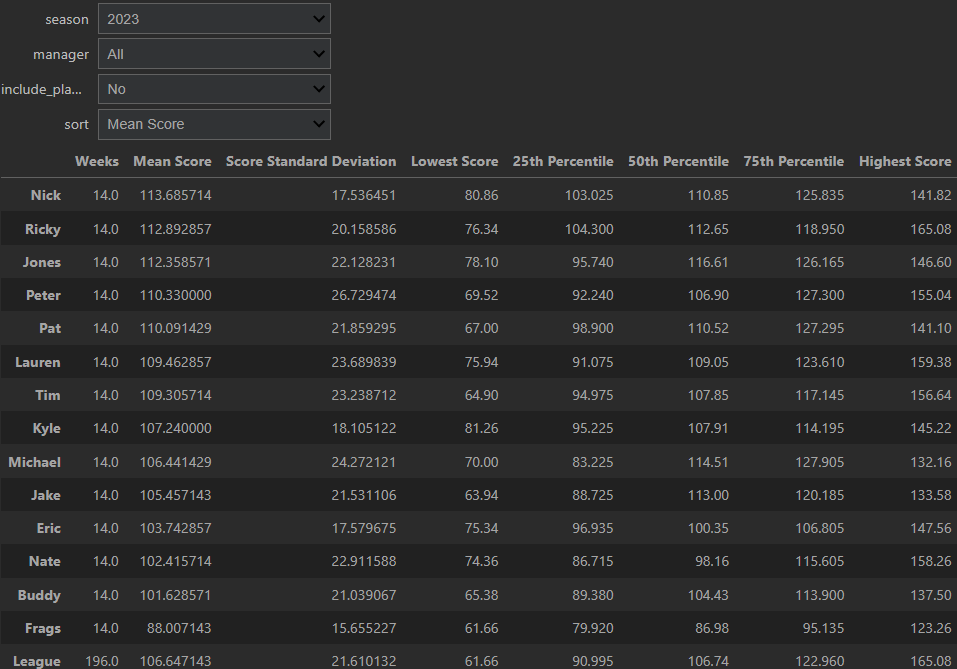 season 2023
manager All
include_pla... No
sort Mean Score
Weeks Mean Score Score Standard Deviation Lowest Score 25th Percentile 50th Percentile 75th Percentile Highest Score
Nick 14.0 113.685714 17.536451 80.86 103.025 110.85 125.835 141.82
Ricky 14.0 112.892857 20.158586 76.34 104.300 112.65 118.950 165.08
Jones 14.0 112.358571 22.128231 78.10 95.740 116.61 126.165 146.60
Peter 14.0 110.330000 26.729474 69.52 92.240 106.90 127.300 155.04
Pat 14.0 110.091429 21.859295 67.00 98.900 110.52 127.295 141.10
Lauren 14.0 109.462857 23.689839 75.94 91.075 109.05 123.610 159.38
Tim 14.0 109.305714 23.238712 64.90 94.975 107.85 117.145 156.64
Kyle 14.0 107.240000 18.105122 81.26 95.225 107.91 114.195 145.22
Michael 14.0 106.441429 24.272121 70.00 83.225 114.51 127.905 132.16
Jake 14.0 105.457143 21.531106 63.94 88.725 113.00 120.185 133.58
Eric 14.0 103.742857 17.579675 75.34 96.935 100.35 106.805 147.56
Nate 14.0 102.415714 22.911588 74.36 86.715 98.16 115.605 158.26
Buddy 14.0 101.628571 21.039067 65.38 89.380 104.43 113.900 137.50
Frags 14.0 88.007143 15.655227 61.66 79.920 86.98 95.135 123.26
League 196.0 106.647143 21.610132 61.66 90.995 106.74 122.960 165.08